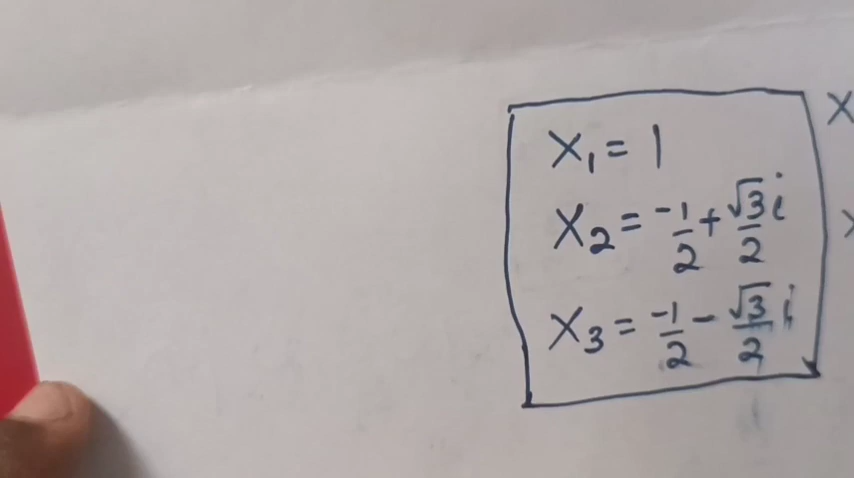 X₁ = 1
X₂ = -1/2 + √3/2 i
X₃ = -1/2 - √3/2 i
X